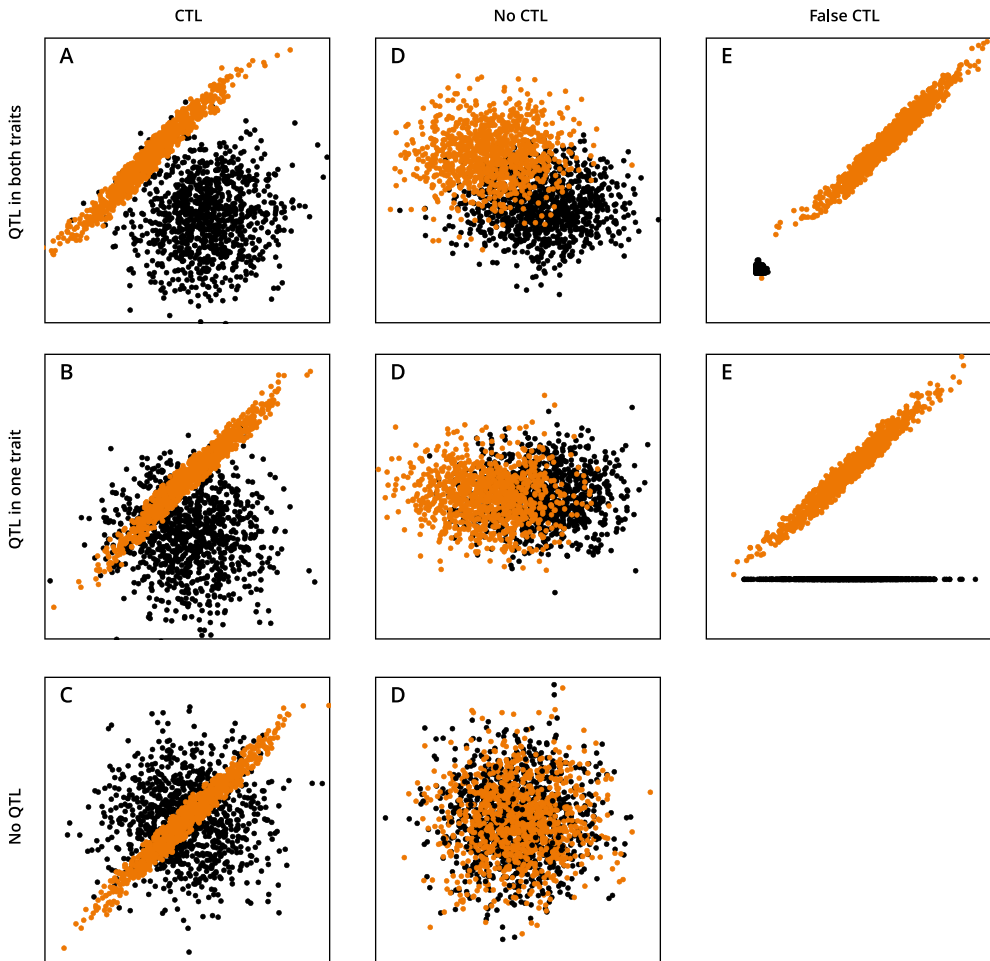 CTL
No CTL
False CTL
QTL in both traits
A
D
E
QTL in one trait
B
D
E
No QTL
C
D